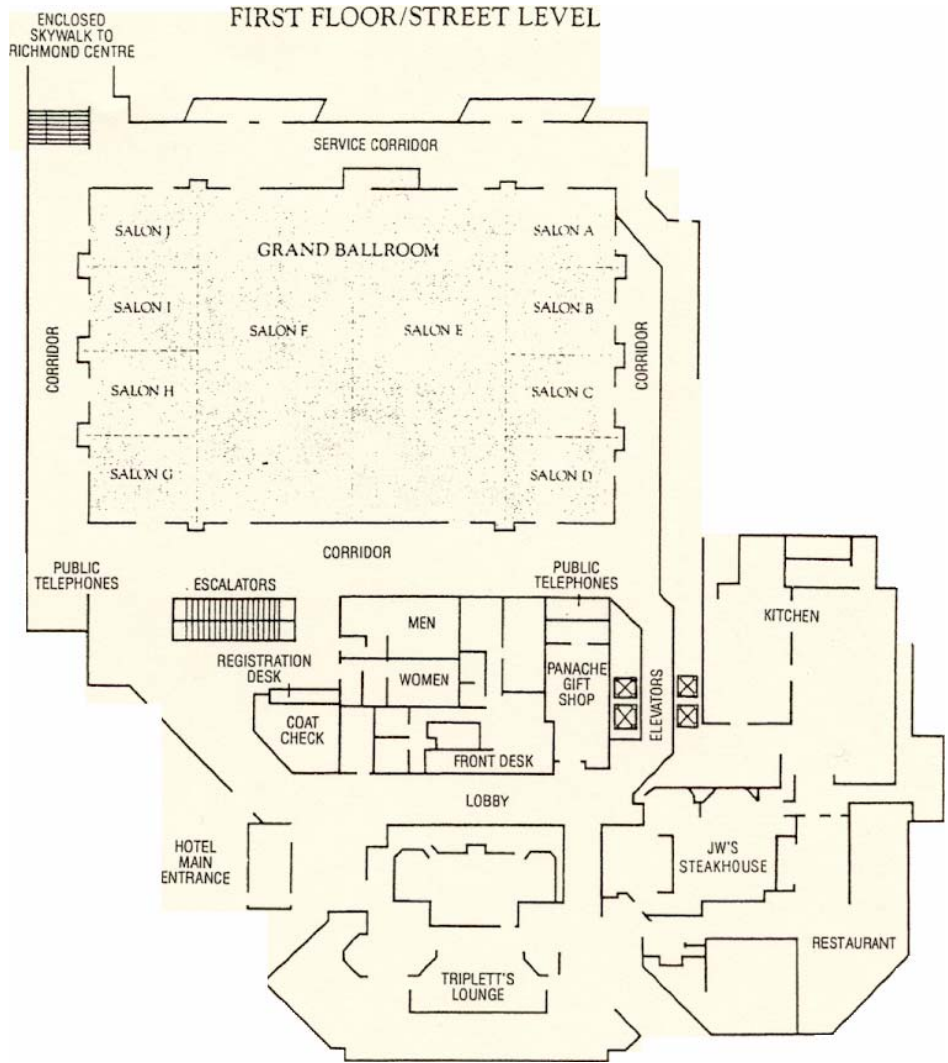 FIRST FLOOR/STREET LEVEL
ENCLOSED
SKYWALK TO
RICHMOND CENTRE
SERVICE CORRIDOR
SALON J
SALON A
GRAND BALLROOM
SALON I
SALON B
SALON F
SALON E
CORRIDOR
CORRIDOR
SALON H
SALON C
SALON G
SALON D
CORRIDOR
PUBLIC
TELEPHONES
ESCALATORS
PUBLIC
TELEPHONES
KITCHEN
MEN
REGISTRATION
DESK
WOMEN
PANACHE
GIFT
SHOP
ELEVATORS
COAT
CHECK
FRONT DESK
LOBBY
HOTEL
MAIN
ENTRANCE
JW'S
STEAKHOUSE
RESTAURANT
TRIPLETT'S
LOUNGE